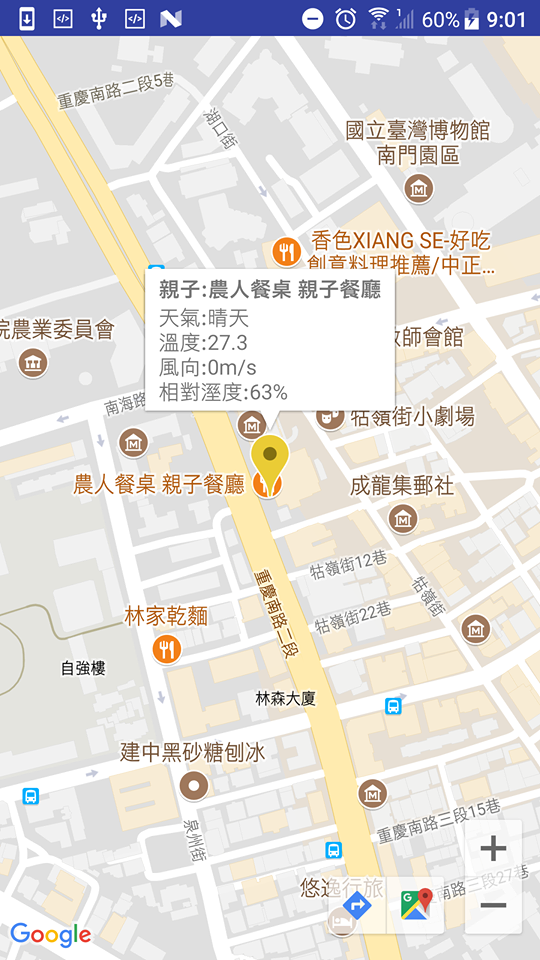 60% 9:01
重慶南路二段5巷
湖口街
國立臺灣博物館
南門園區
香色XIANG SE-好吃
創意料理推薦/中正...
親子:農人餐桌 親子餐廳
天氣:晴天
溫度:27.3
風向:0m/s
相對溼度:63%
院農業委員會
師會館
南海路
牯嶺街小劇場
農人餐桌 親子餐廳
成龍集郵社
牯嶺街12巷
重慶南路二段
牯嶺街
林家乾麵
牯嶺街22巷
自強樓
林森大廈
建中黑砂糖刨冰
泉州街
重慶南路三段15巷
悠逸行旅
南路三段27巷
Google